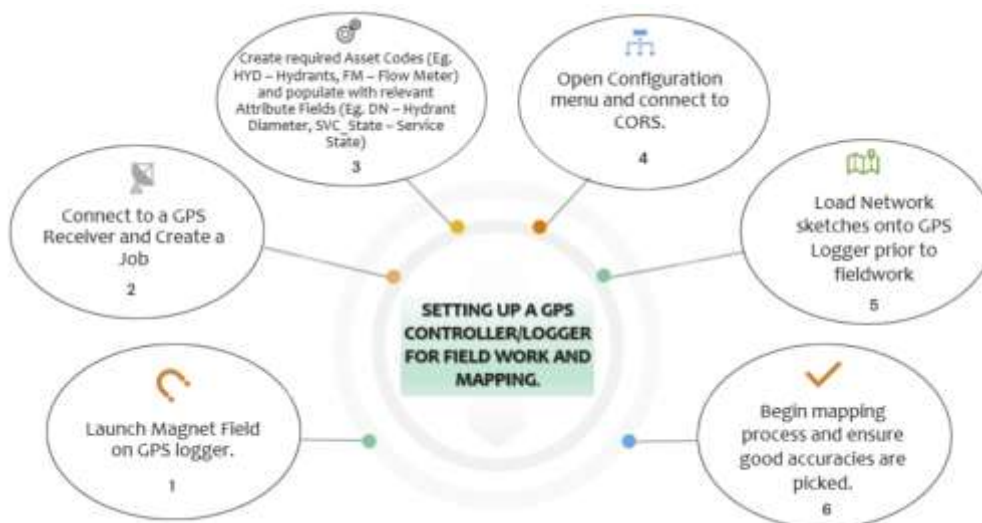 Launch Magnet Field
on GPS logger.
1
Connect to a GPS
Receiver and Create a
Job
2
Create required Asset Codes (Eg.
HYD – Hydrants, FM – Flow Meter)
and populate with relevant
Attribute Fields (Eg. DN – Hydrant
Diameter, SVC_State – Service
State)
3
Open Configuration
menu and connect to
CORS.
4
Load Network
sketches onto GPS
Logger prior to
fieldwork
5
Begin mapping
process and ensure
good accuracies are
picked.
6
SETTING UP A GPS
CONTROLLER/LOGGER
FOR FIELD WORK AND
MAPPING.